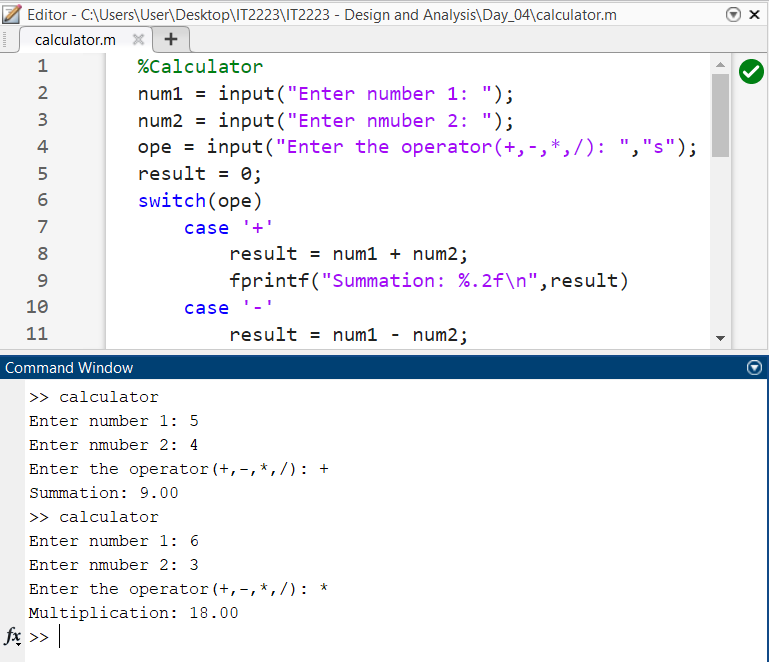 Editor - C:\Users\User\Desktop\IT2223\IT2223 - Design and Analysis\Day_04\calculator.m
calculator.m
1 %Calculator
2 num1 = input("Enter number 1: ");
3 num2 = input("Enter nmuber 2: ");
4 ope = input("Enter the operator(+,-,*,/): ","s");
5 result = 0;
6 switch(ope)
7 case '+'
8 result = num1 + num2;
9 fprintf("Summation: %.2f\n",result)
10 case '-'
11 result = num1 - num2;
Command Window
>> calculator
Enter number 1: 5
Enter nmuber 2: 4
Enter the operator(+,-,*,/): +
Summation: 9.00
>> calculator
Enter number 1: 6
Enter nmuber 2: 3
Enter the operator(+,-,*,/): *
Multiplication: 18.00
fx >>